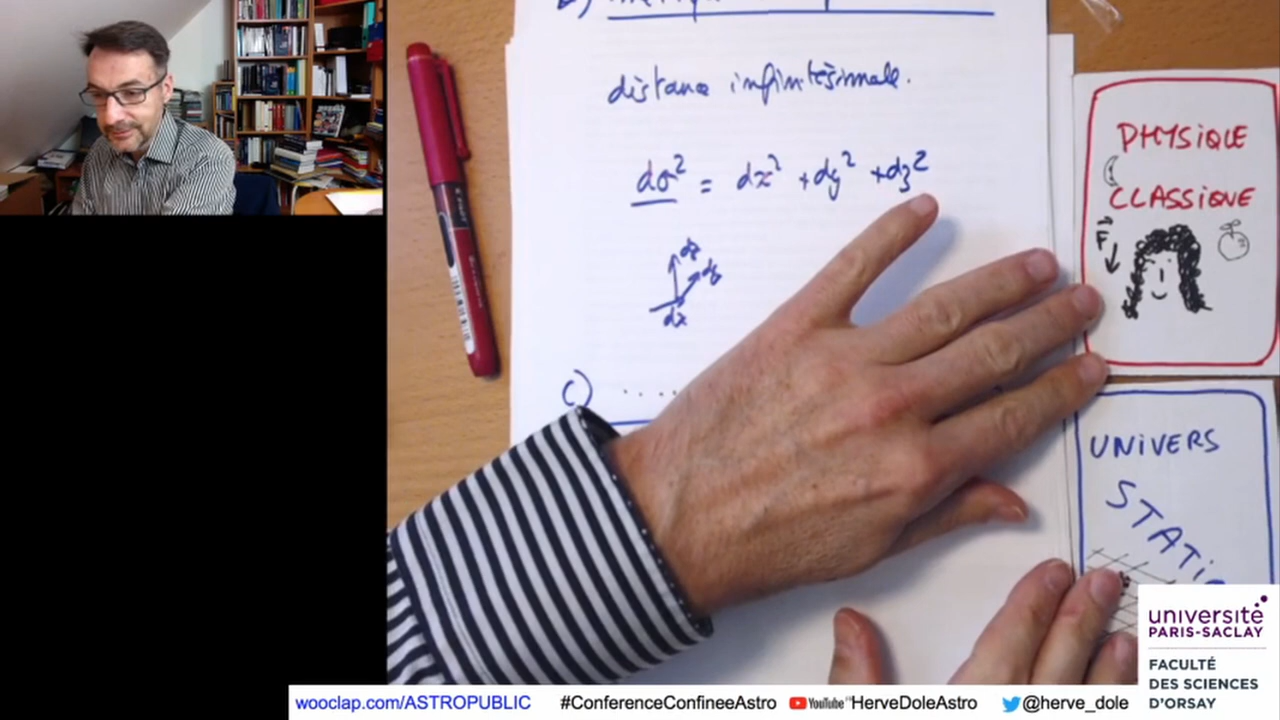 distance infinitésimale.
dσ² = dx² + dy² + dz²
dz
dy
dx
c) .....
PHYSIQUE
CLASSIQUE
F
UNIVERS
STATI
université
PARIS-SACLAY
FACULTÉ
DES SCIENCES
D'ORSAY
wooclap.com/ASTROPUBLIC #ConferenceConfineeAstro YouTube HerveDoleAstro @herve_dole